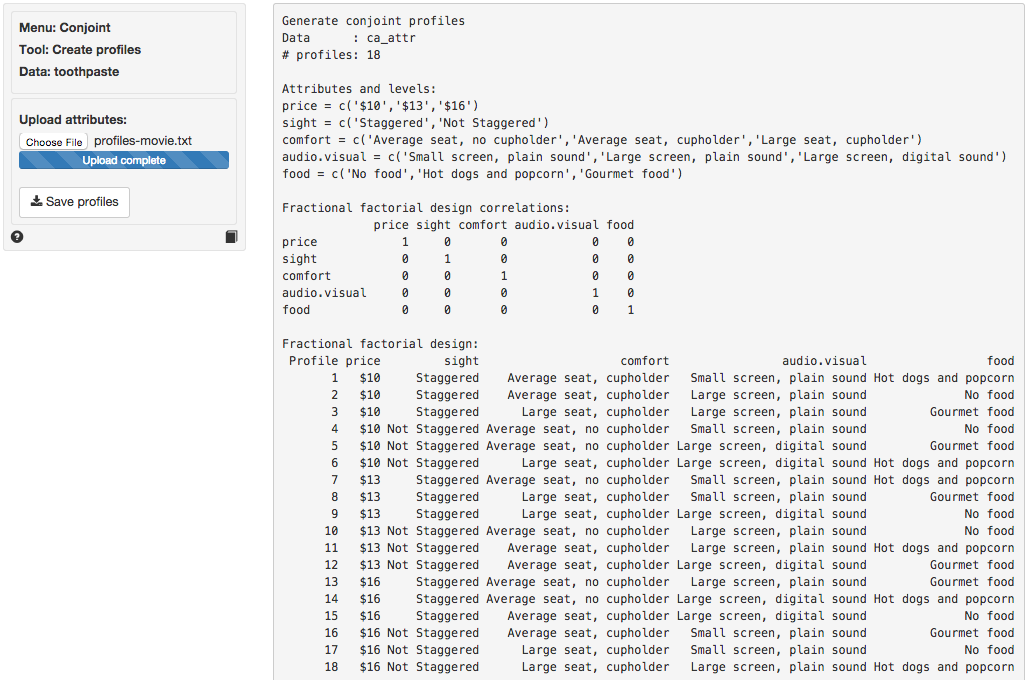 Menu: Conjoint
Tool: Create profiles
Data: toothpaste
Upload attributes:
Choose File profiles-movie.txt
Upload complete
Save profiles
?
Generate conjoint profiles
Data      : ca_attr
# profiles: 18
Attributes and levels:
price = c('$10','$13','$16')
sight = c('Staggered','Not Staggered')
comfort = c('Average seat, no cupholder','Average seat, cupholder','Large seat, cupholder')
audio.visual = c('Small screen, plain sound','Large screen, plain sound','Large screen, digital sound')
food = c('No food','Hot dogs and popcorn','Gourmet food')
Fractional factorial design correlations:
             price sight comfort audio.visual food
price            1     0       0            0    0
sight            0     1       0            0    0
comfort          0     0       1            0    0
audio.visual     0     0       0            1    0
food             0     0       0            0    1
Fractional factorial design:
 Profile price         sight                    comfort                audio.visual                 food
       1   $10     Staggered    Average seat, cupholder   Small screen, plain sound Hot dogs and popcorn
       2   $10     Staggered    Average seat, cupholder   Large screen, plain sound              No food
       3   $10     Staggered      Large seat, cupholder   Large screen, plain sound         Gourmet food
       4   $10 Not Staggered Average seat, no cupholder   Small screen, plain sound              No food
       5   $10 Not Staggered Average seat, no cupholder Large screen, digital sound         Gourmet food
       6   $10 Not Staggered      Large seat, cupholder Large screen, digital sound Hot dogs and popcorn
       7   $13     Staggered Average seat, no cupholder   Small screen, plain sound Hot dogs and popcorn
       8   $13     Staggered      Large seat, cupholder   Small screen, plain sound         Gourmet food
       9   $13     Staggered      Large seat, cupholder Large screen, digital sound              No food
      10   $13 Not Staggered Average seat, no cupholder   Large screen, plain sound              No food
      11   $13 Not Staggered    Average seat, cupholder   Large screen, plain sound Hot dogs and popcorn
      12   $13 Not Staggered    Average seat, cupholder Large screen, digital sound         Gourmet food
      13   $16     Staggered Average seat, no cupholder   Large screen, plain sound         Gourmet food
      14   $16     Staggered Average seat, no cupholder Large screen, digital sound Hot dogs and popcorn
      15   $16     Staggered    Average seat, cupholder Large screen, digital sound              No food
      16   $16 Not Staggered    Average seat, cupholder   Small screen, plain sound         Gourmet food
      17   $16 Not Staggered      Large seat, cupholder   Small screen, plain sound              No food
      18   $16 Not Staggered      Large seat, cupholder   Large screen, plain sound Hot dogs and popcorn